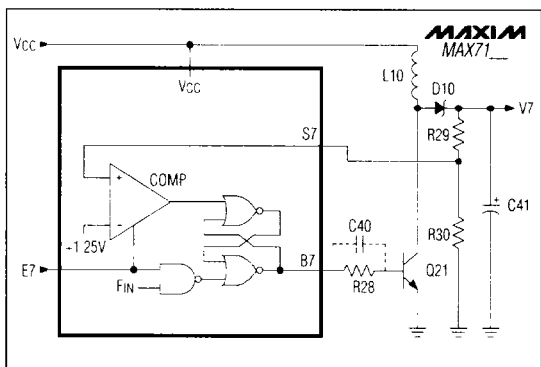 MAXIM
MAX71__
VCC
VCC
L10
D10
V7
S7
R29
COMP
+
C41
+
C40
-
+1.25V
R30
E7
FIN
B7
R28
Q21